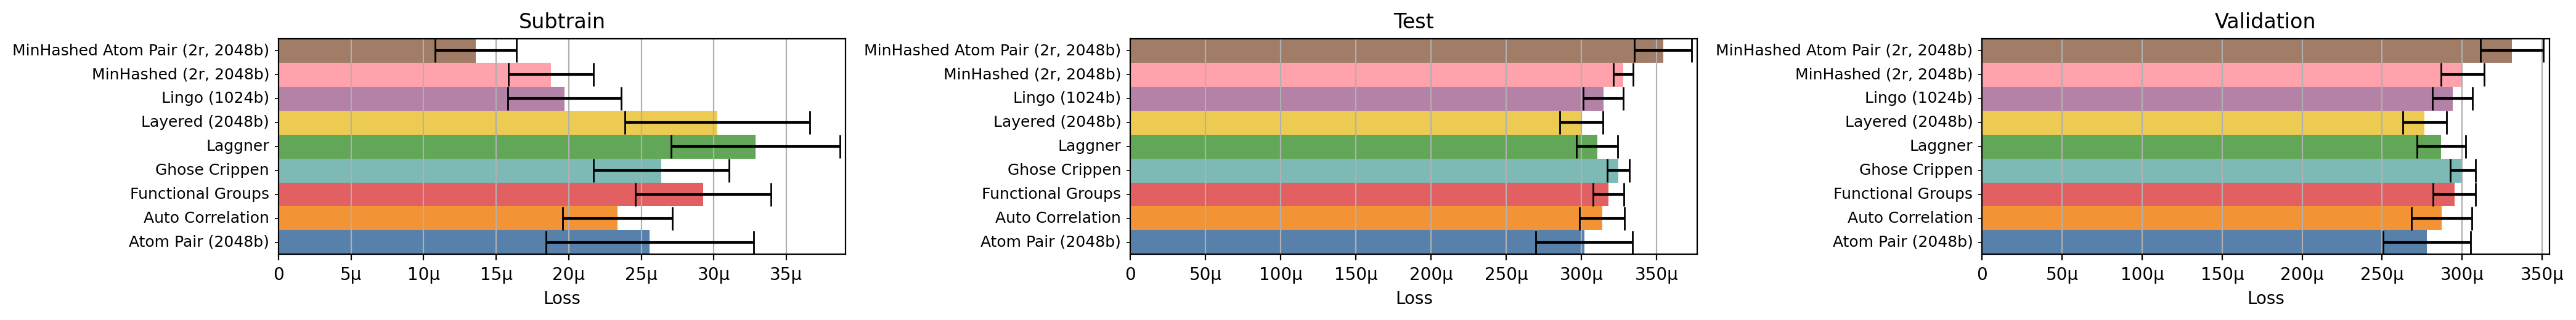 Subtrain
MinHashed Atom Pair (2r, 2048b)
MinHashed (2r, 2048b)
Lingo (1024b)
Layered (2048b)
Laggner
Ghose Crippen
Functional Groups
Auto Correlation
Atom Pair (2048b)
0 5µ 10µ 15µ 20µ 25µ 30µ 35µ
Loss
Test
MinHashed Atom Pair (2r, 2048b)
MinHashed (2r, 2048b)
Lingo (1024b)
Layered (2048b)
Laggner
Ghose Crippen
Functional Groups
Auto Correlation
Atom Pair (2048b)
0 50µ 100µ 150µ 200µ 250µ 300µ 350µ
Loss
Validation
MinHashed Atom Pair (2r, 2048b)
MinHashed (2r, 2048b)
Lingo (1024b)
Layered (2048b)
Laggner
Ghose Crippen
Functional Groups
Auto Correlation
Atom Pair (2048b)
0 50µ 100µ 150µ 200µ 250µ 300µ 350µ
Loss